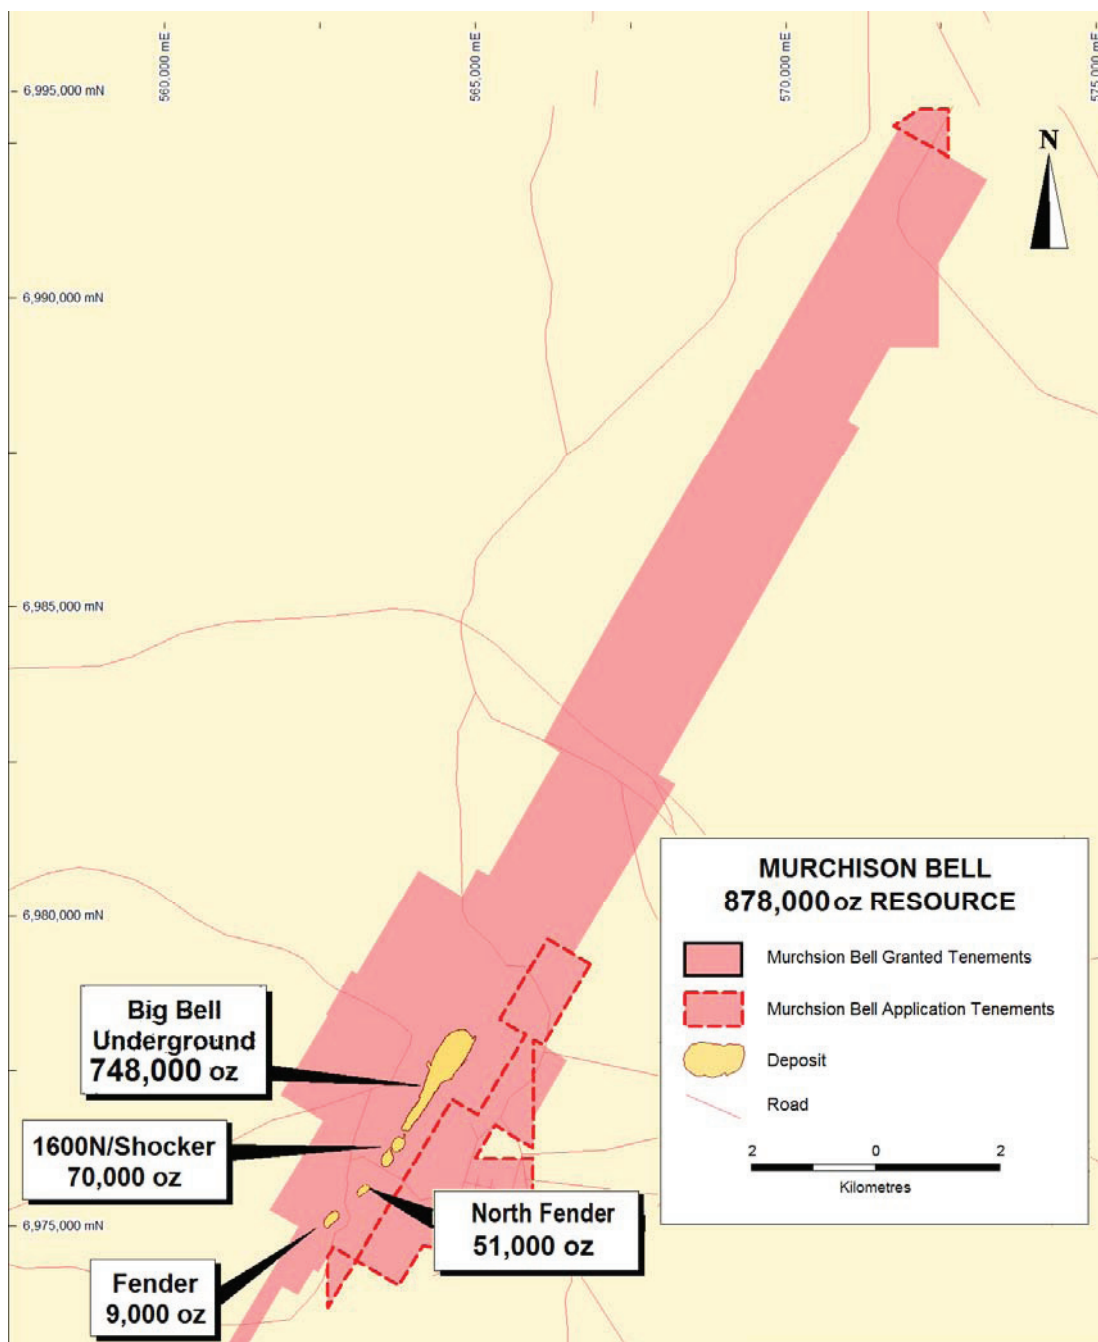 560,000 mE
565,000 mE
570,000 mE
575,000 mE
6,995,000 mN
N
6,990,000 mN
6,985,000 mN
6,980,000 mN
MURCHISON BELL
878,000 oz RESOURCE
Murchsion Bell Granted Tenements
Murchsion Bell Application Tenements
Deposit
Road
2 0 2
Kilometres
Big Bell
Underground
748,000 oz
1600N/Shocker
70,000 oz
North Fender
51,000 oz
6,975,000 mN
Fender
9,000 oz